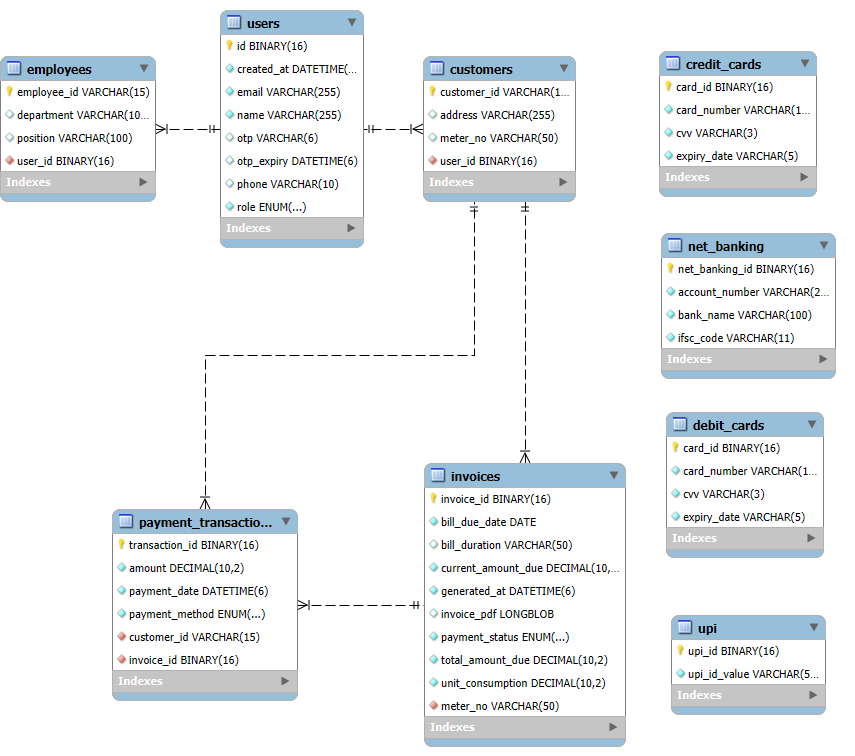 users
id BINARY(16)
created_at DATETIME(...
email VARCHAR(255)
name VARCHAR(255)
otp VARCHAR(6)
otp_expiry DATETIME(6)
phone VARCHAR(10)
role ENUM(...)
Indexes
employees
employee_id VARCHAR(15)
department VARCHAR(10...
position VARCHAR(100)
user_id BINARY(16)
Indexes
customers
customer_id VARCHAR(1...
address VARCHAR(255)
meter_no VARCHAR(50)
user_id BINARY(16)
Indexes
credit_cards
card_id BINARY(16)
card_number VARCHAR(1...
cvv VARCHAR(3)
expiry_date VARCHAR(5)
Indexes
net_banking
net_banking_id BINARY(16)
account_number VARCHAR(2...
bank_name VARCHAR(100)
ifsc_code VARCHAR(11)
Indexes
debit_cards
card_id BINARY(16)
card_number VARCHAR(1...
cvv VARCHAR(3)
expiry_date VARCHAR(5)
Indexes
invoices
invoice_id BINARY(16)
bill_due_date DATE
bill_duration VARCHAR(50)
current_amount_due DECIMAL(10,...
generated_at DATETIME(6)
invoice_pdf LONGBLOB
payment_status ENUM(...)
total_amount_due DECIMAL(10,2)
unit_consumption DECIMAL(10,2)
meter_no VARCHAR(50)
Indexes
payment_transactio...
transaction_id BINARY(16)
amount DECIMAL(10,2)
payment_date DATETIME(6)
payment_method ENUM(...)
customer_id VARCHAR(15)
invoice_id BINARY(16)
Indexes
upi
upi_id BINARY(16)
upi_id_value VARCHAR(5...
Indexes